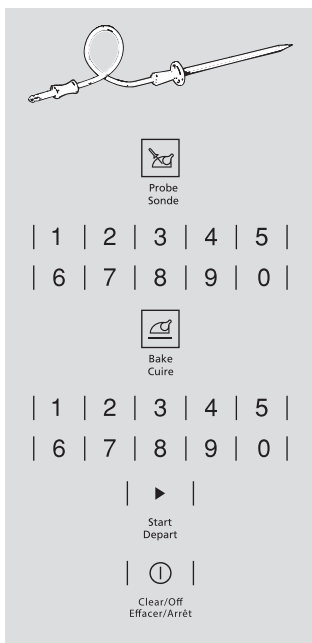 Probe
Sonde
| 1 | 2 | 3 | 4 | 5 |
| 6 | 7 | 8 | 9 | 0 |
Bake
Cuire
| 1 | 2 | 3 | 4 | 5 |
| 6 | 7 | 8 | 9 | 0 |
Start
Depart
Clear/Off
Effacer/Arrêt